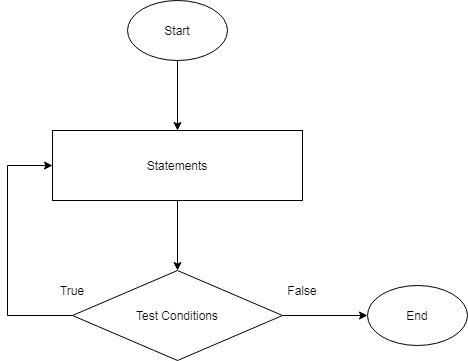 Start
Statements
True
False
Test Conditions
End